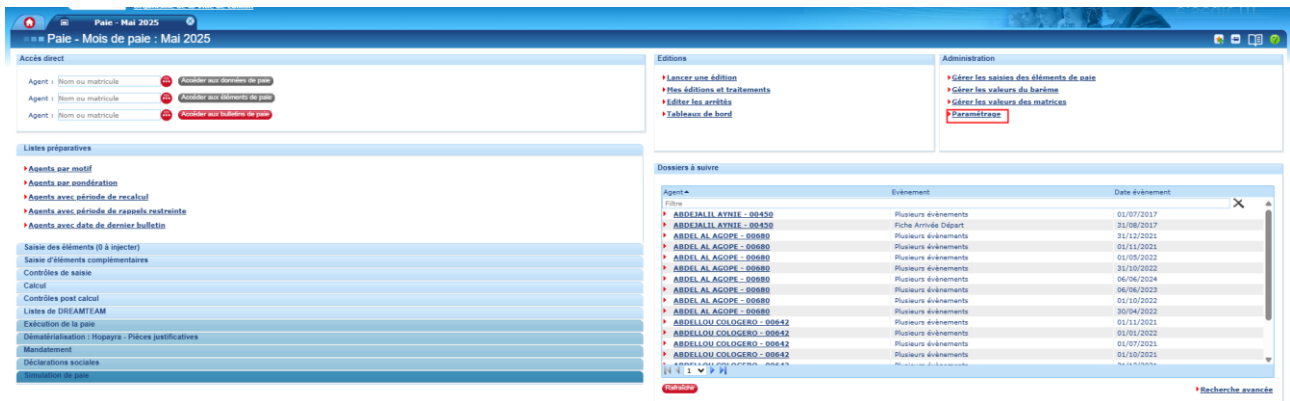 Paie - Mai 2025
Paie - Mois de paie : Mai 2025
Accès direct
Agent : Nom ou matricule Accéder aux données de paie
Agent : Nom ou matricule Accéder aux éléments de paie
Agent : Nom ou matricule Accéder aux bulletins de paie
Listes préparatives
Agents par motif
Agents par pondération
Agents avec période de recalcul
Agents avec période de rappels restreinte
Agents avec date de dernier bulletin
Saisie des éléments (0 à injecter)
Saisie d'éléments complémentaires
Contrôles de saisie
Calcul
Contrôles post calcul
Listes de DREAMTEAM
Exécution de la paie
Dématérialisation : Hopayra - Pièces justificatives
Mandatement
Déclarations sociales
Simulation de paie
Editions
Lancer une édition
Mes éditions et traitements
Editer les arrêtés
Tableaux de bord
Administration
Gérer les saisies des éléments de paie
Gérer les valeurs du barème
Gérer les valeurs des matrices
Paramétrage
Dossiers à suivre
Agent Evènement Date évènement
Filtre
ABDEJALIL AYNIE - 00450 Plusieurs évènements 01/07/2017
ABDEJALIL AYNIE - 00450 Fiche Arrivée Départ 31/08/2017
ABDEL AL AGOPE - 00680 Plusieurs évènements 31/12/2021
ABDEL AL AGOPE - 00680 Plusieurs évènements 01/11/2021
ABDEL AL AGOPE - 00680 Plusieurs évènements 01/05/2022
ABDEL AL AGOPE - 00680 Plusieurs évènements 31/10/2022
ABDEL AL AGOPE - 00680 Plusieurs évènements 06/06/2024
ABDEL AL AGOPE - 00680 Plusieurs évènements 06/06/2023
ABDEL AL AGOPE - 00680 Plusieurs évènements 01/10/2022
ABDEL AL AGOPE - 00680 Plusieurs évènements 30/04/2022
ABDELLOU COLOGERO - 00642 Plusieurs évènements 01/11/2021
ABDELLOU COLOGERO - 00642 Plusieurs évènements 01/01/2022
ABDELLOU COLOGERO - 00642 Plusieurs évènements 01/07/2021
ABDELLOU COLOGERO - 00642 Plusieurs évènements 01/10/2021
1
Rafraîchir
Recherche avancée